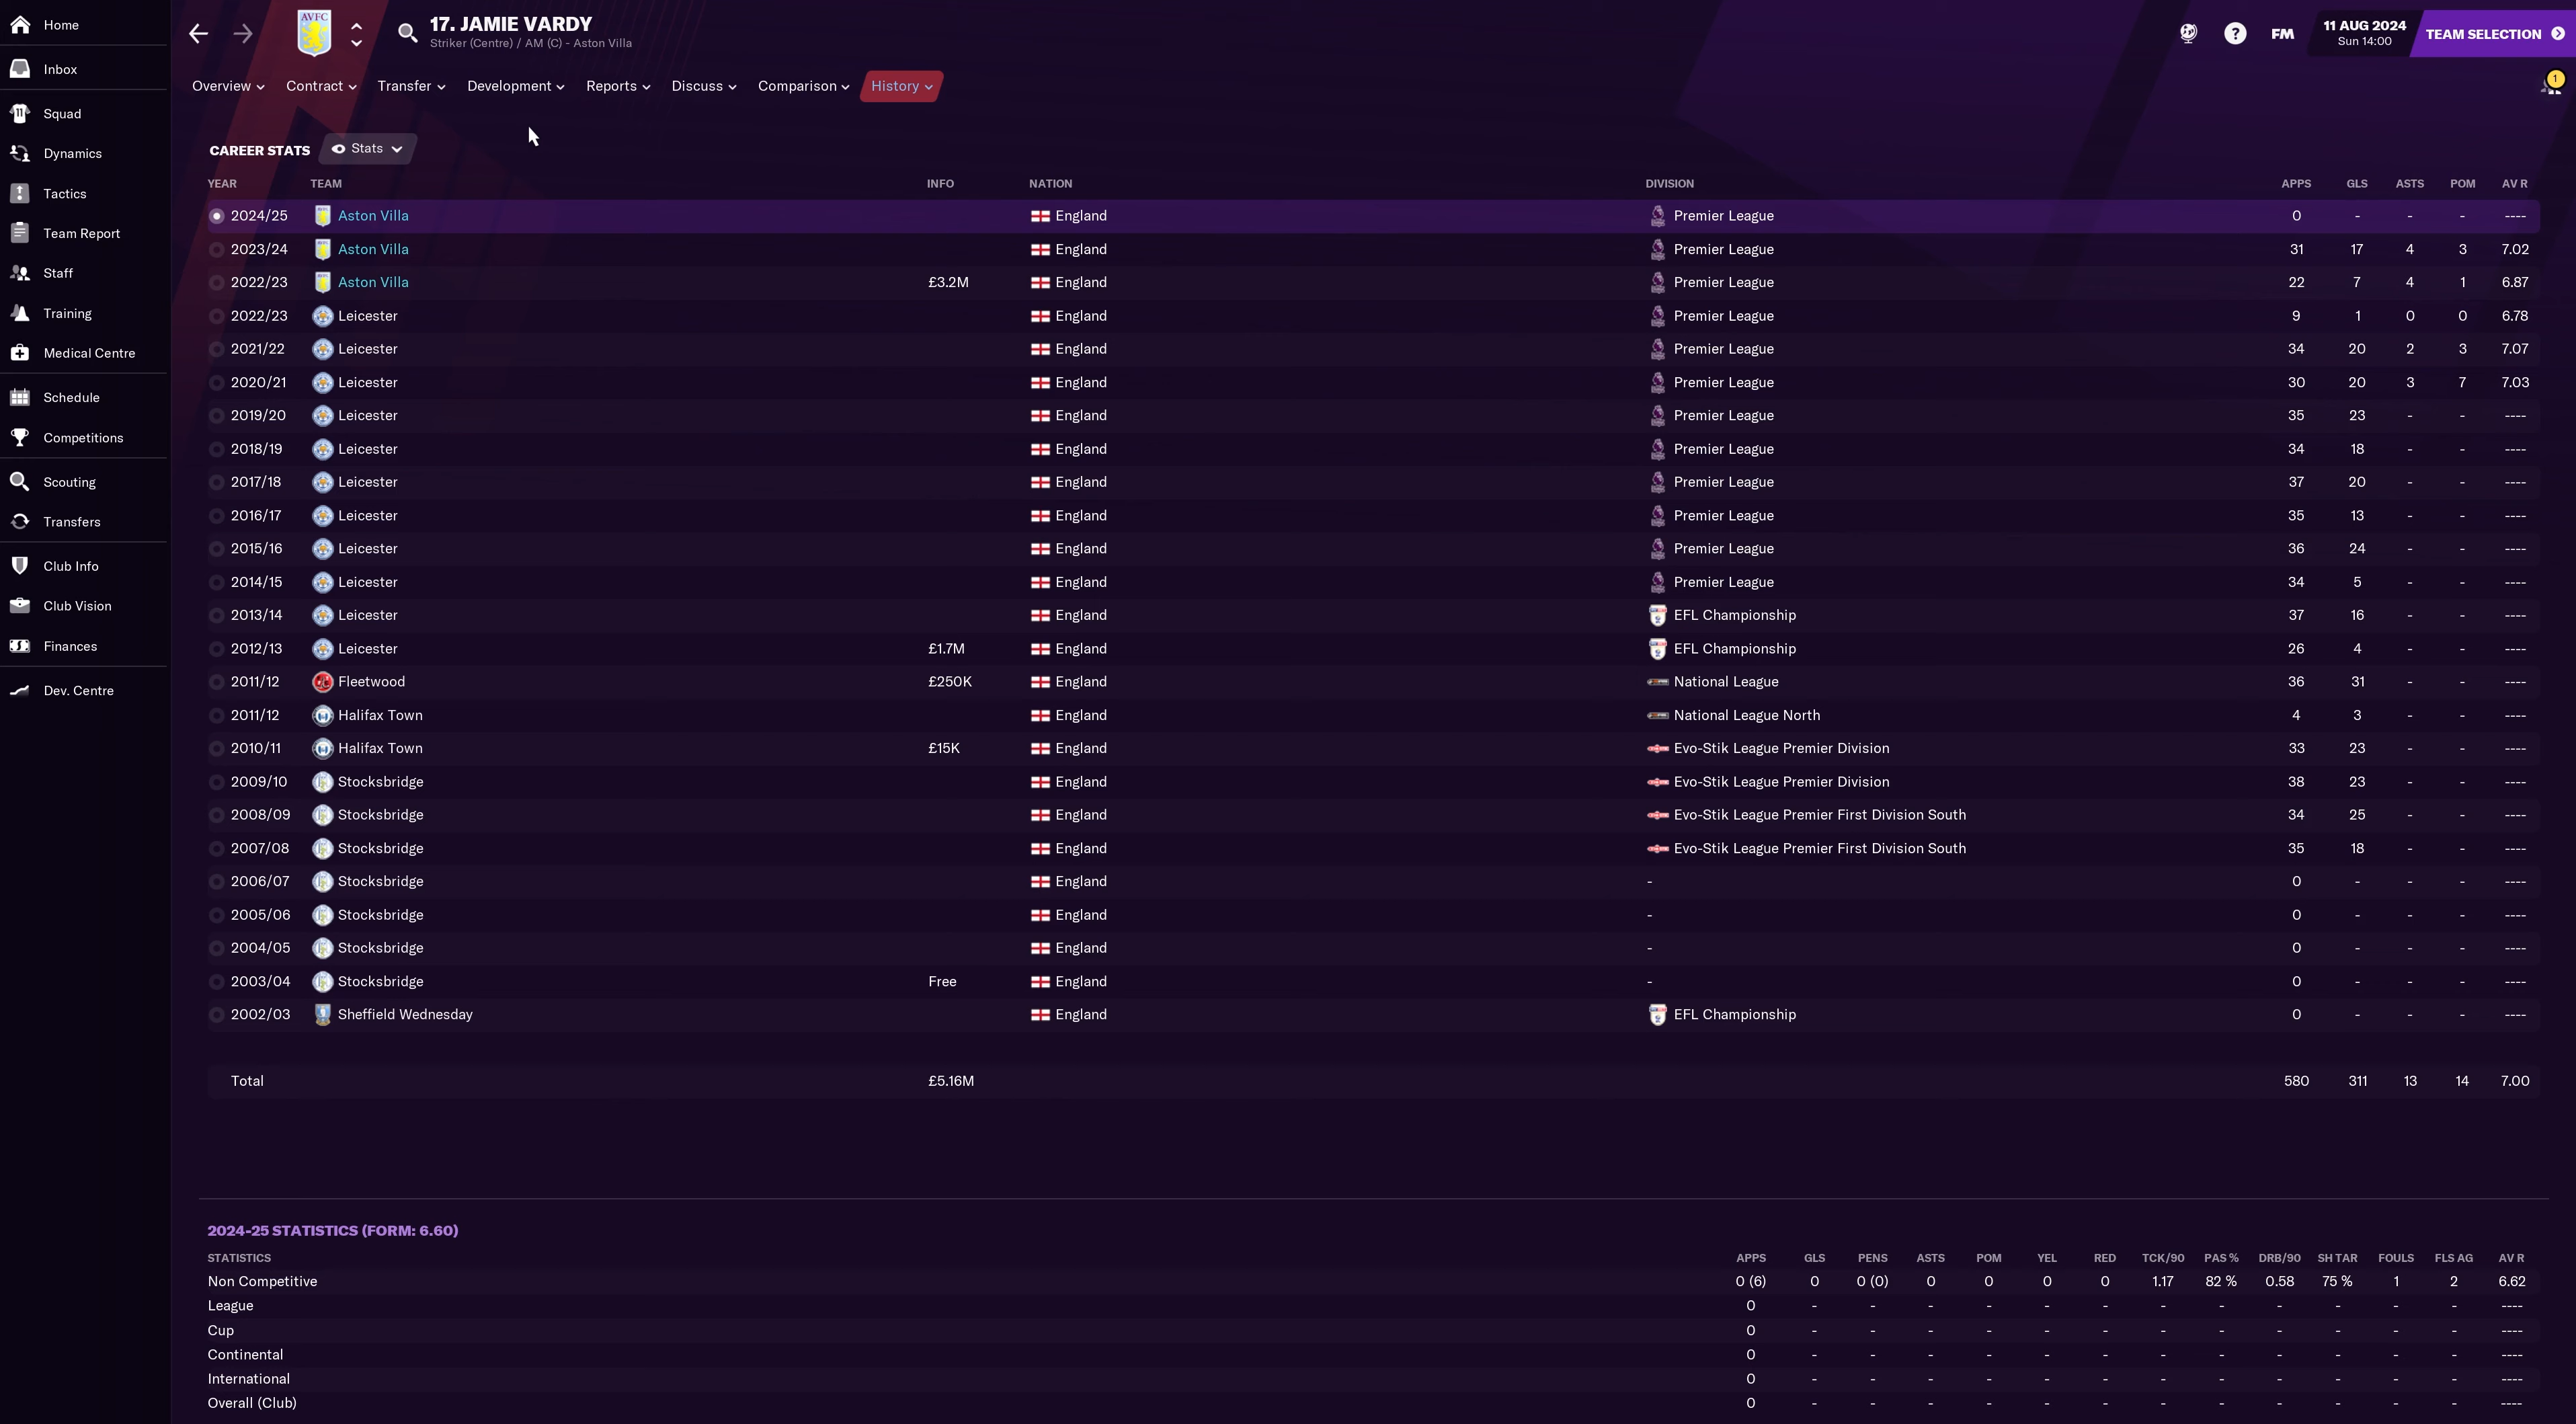 Home
Inbox
Squad
Dynamics
Tactics
Team Report
Staff
Training
Medical Centre
Schedule
Competitions
Scouting
Transfers
Club Info
Club Vision
Finances
Dev. Centre
AVFC
17. JAMIE VARDY
Striker (Centre) / AM (C) - Aston Villa
? FM 11 AUG 2024 TEAM SELECTION
Sun 14:00
Overview Contract Transfer Development Reports Discuss Comparison History 1
CAREER STATS Stats
YEAR TEAM INFO NATION DIVISION APPS GLS ASTS POM AV R
2024/25 Aston Villa England Premier League 0 - - - ----
2023/24 Aston Villa England Premier League 31 17 4 3 7.02
2022/23 Aston Villa £3.2M England Premier League 22 7 4 1 6.87
2022/23 Leicester England Premier League 9 1 0 0 6.78
2021/22 Leicester England Premier League 34 20 2 3 7.07
2020/21 Leicester England Premier League 30 20 3 7 7.03
2019/20 Leicester England Premier League 35 23 - - ----
2018/19 Leicester England Premier League 34 18 - - ----
2017/18 Leicester England Premier League 37 20 - - ----
2016/17 Leicester England Premier League 35 13 - - ----
2015/16 Leicester England Premier League 36 24 - - ----
2014/15 Leicester England Premier League 34 5 - - ----
2013/14 Leicester England EFL Championship 37 16 - - ----
2012/13 Leicester £1.7M England EFL Championship 26 4 - - ----
2011/12 Fleetwood £250K England National League 36 31 - - ----
2011/12 Halifax Town England National League North 4 3 - - ----
2010/11 Halifax Town £15K England Evo-Stik League Premier Division 33 23 - - ----
2009/10 Stocksbridge England Evo-Stik League Premier Division 38 23 - - ----
2008/09 Stocksbridge England Evo-Stik League Premier First Division South 34 25 - - ----
2007/08 Stocksbridge England Evo-Stik League Premier First Division South 35 18 - - ----
2006/07 Stocksbridge England - 0 - - - ----
2005/06 Stocksbridge England - 0 - - - ----
2004/05 Stocksbridge England - 0 - - - ----
2003/04 Stocksbridge Free England - 0 - - - ----
2002/03 Sheffield Wednesday England EFL Championship 0 - - - ----
Total £5.16M 580 311 13 14 7.00
2024-25 STATISTICS (FORM: 6.60)
STATISTICS APPS GLS PENS ASTS POM YEL RED TCK/90 PAS % DRB/90 SH TAR FOULS FLS AG AV R
Non Competitive 0 (6) 0 0 (0) 0 0 0 0 1.17 82 % 0.58 75 % 1 2 6.62
League 0 - - - - - - - - - - - - ----
Cup 0 - - - - - - - - - - - - ----
Continental 0 - - - - - - - - - - - - ----
International 0 - - - - - - - - - - - - ----
Overall (Club) 0 - - - - - - - - - - - - ----